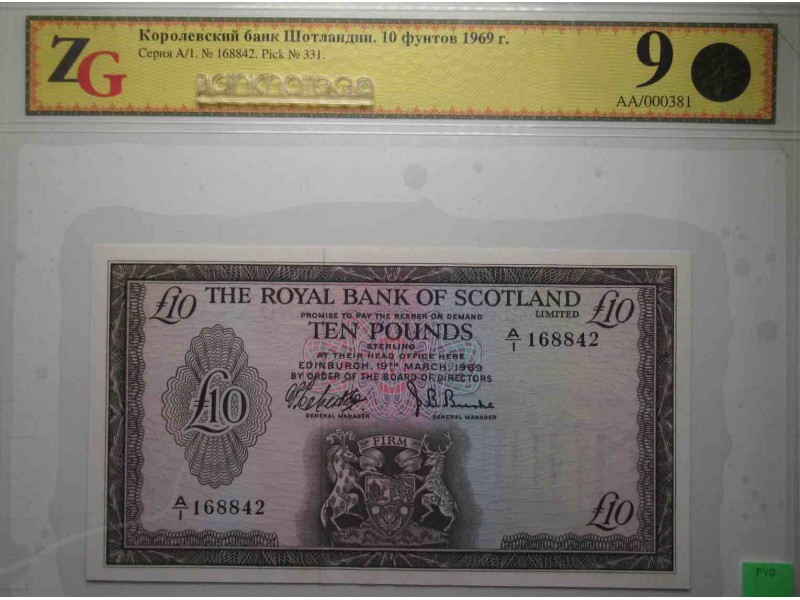 ZG
Королевский банк Шотландии. 10 фунтов 1969 г.
Серия A/1. № 168842. Pick № 331.
9
AA/000381
£10 THE ROYAL BANK OF SCOTLAND £10
LIMITED
PROMISE TO PAY THE BEARER ON DEMAND
TEN POUNDS
A/1 168842
STERLING
AT THEIR HEAD OFFICE HERE
EDINBURGH, 19TH MARCH, 1969
BY ORDER OF THE BOARD OF DIRECTORS
£10
J.B. Burke
GENERAL MANAGER GENERAL MANAGER
FIRM
A/1 168842
£10